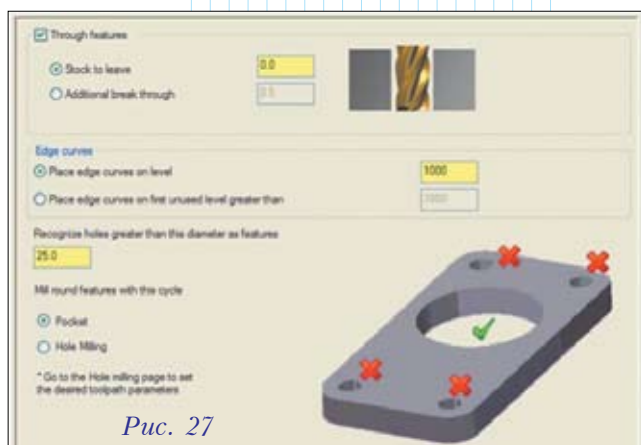 Through features
Stock to leave
0.0
Additional break through
0.5
Edge curves
Place edge curves on level
1000
Place edge curves on first unused level greater than
Recognize holes greater than this diameter as features
25.0
Mill round features with this cycle
Pocket
Hole Milling
* Go to the Hole milling page to set
the desired toolpath parameters
Рис. 27